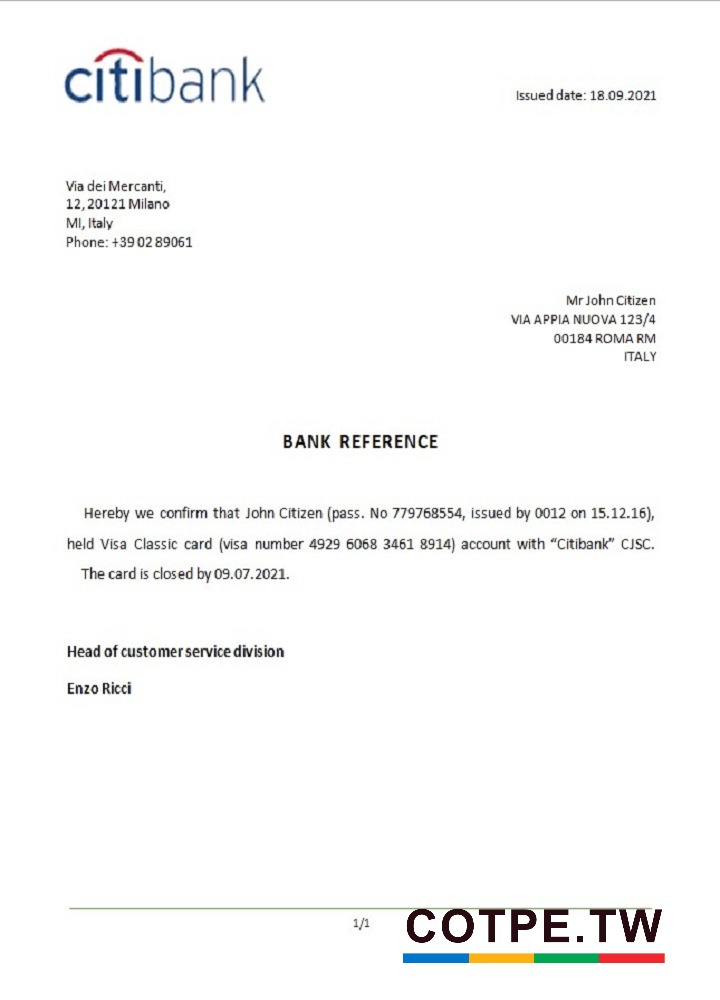 citibank
Issued date: 18.09.2021
Via dei Mercanti,
12, 20121 Milano
MI, Italy
Phone: +39 02 89061
Mr John Citizen
VIA APPIA NUOVA 123/4
00184 ROMA RM
ITALY
BANK REFERENCE
Hereby we confirm that John Citizen (pass. No 779768554, issued by 0012 on 15.12.16),
held Visa Classic card (visa number 4929 6068 3461 8914) account with “Citibank” CJSC.
The card is closed by 09.07.2021.
Head of customer service division
Enzo Ricci
1/1
COTPE.TW